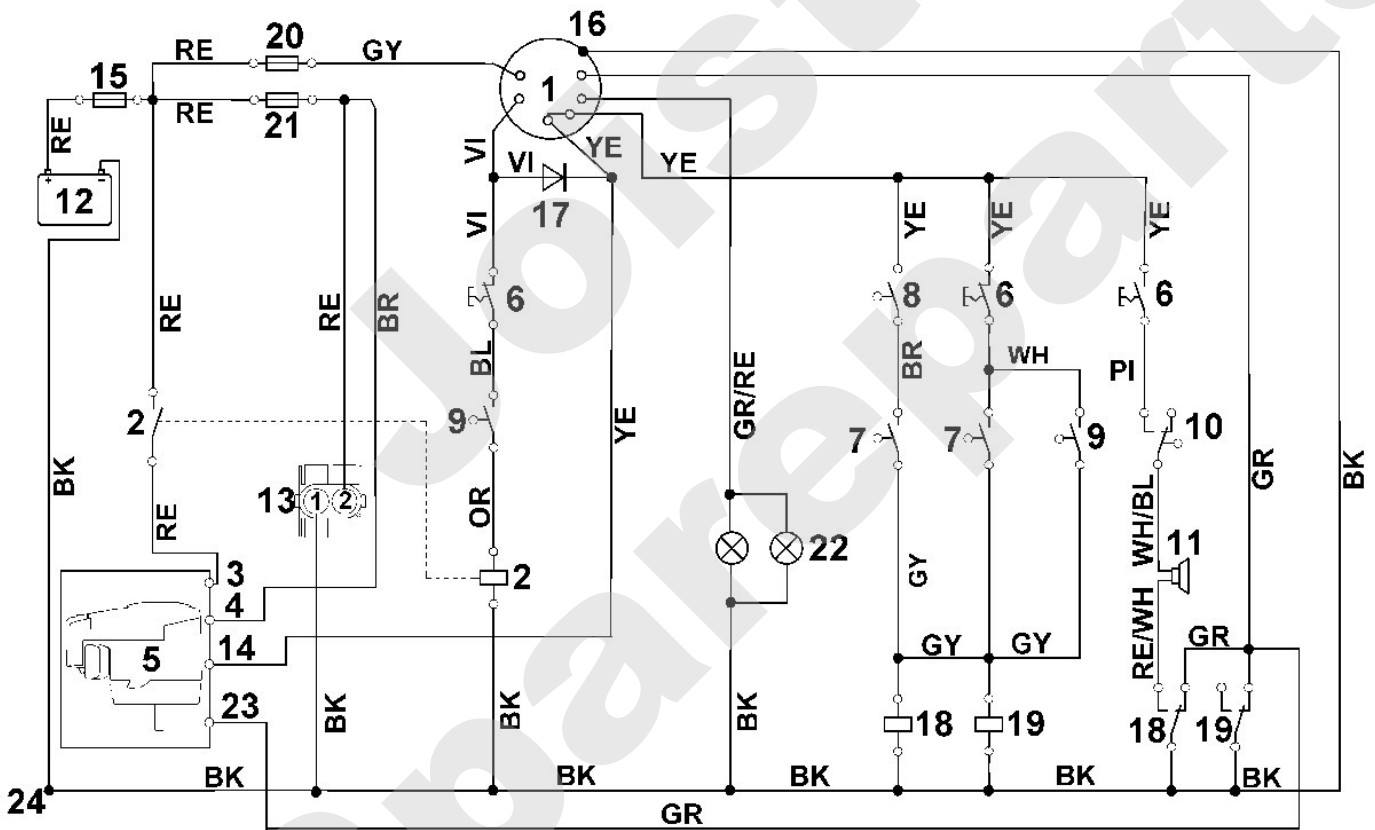 16
RE
20
GY
15
RE
21
1
RE
12
VI
VI
YE
YE
17
VI
YE
YE
YE
6
8
6
6
RE
RE
BR
BL
BR
WH
PI
GR/RE
YE
2
9
7
7
9
10
BK
GR
BK
13
1
2
OR
WH/BL
11
22
RE
3
2
GY
4
5
14
23
GY
GY
RE/WH
GR
BK
BK
BK
18
19
18
19
24
BK
BK
BK
BK
BK
GR